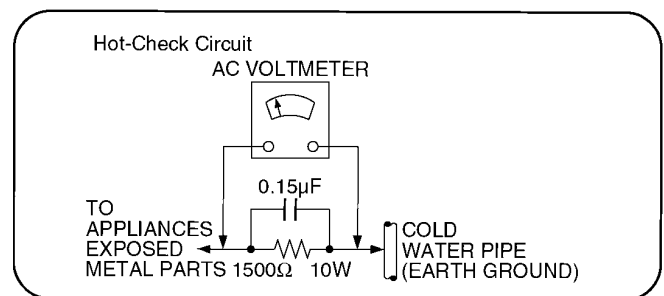 Hot-Check Circuit
AC VOLTMETER
0.15µF
TO
APPLIANCES
EXPOSED
METAL PARTS
1500Ω 10W
COLD
WATER PIPE
(EARTH GROUND)